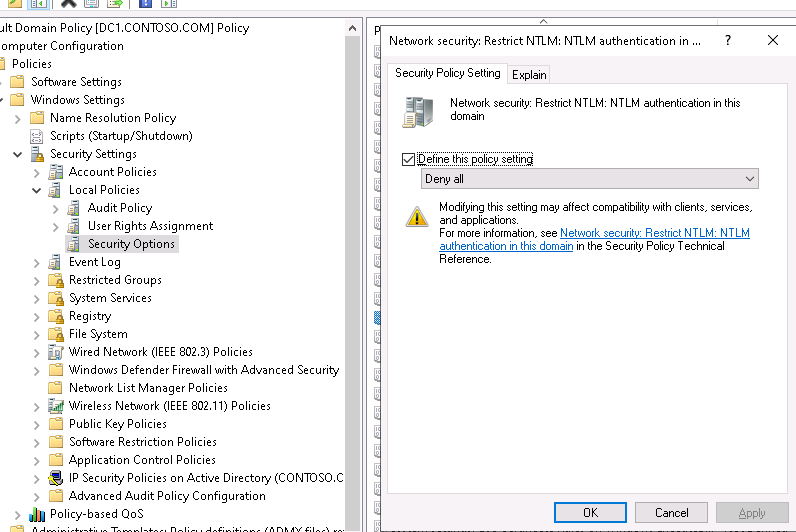 ult Domain Policy [DC1.CONTOSO.COM] Policy
omputer Configuration
Policies
Software Settings
Windows Settings
Name Resolution Policy
Scripts (Startup/Shutdown)
Security Settings
Account Policies
Local Policies
Audit Policy
User Rights Assignment
Security Options
Event Log
Restricted Groups
System Services
Registry
File System
Wired Network (IEEE 802.3) Policies
Windows Defender Firewall with Advanced Security
Network List Manager Policies
Wireless Network (IEEE 802.11) Policies
Public Key Policies
Software Restriction Policies
Application Control Policies
IP Security Policies on Active Directory (CONTOSO.C
Advanced Audit Policy Configuration
Policy-based QoS
Administrative Templates: Policy definitions (ADMX files) re
Network security: Restrict NTLM: NTLM authentication in ...
?
Security Policy Setting
Explain
Network security: Restrict NTLM: NTLM authentication in this
domain
Define this policy setting
Deny all
Modifying this setting may affect compatibility with clients, services,
and applications.
For more information, see Network security: Restrict NTLM: NTLM
authentication in this domain in the Security Policy Technical
Reference.
OK
Cancel
Apply